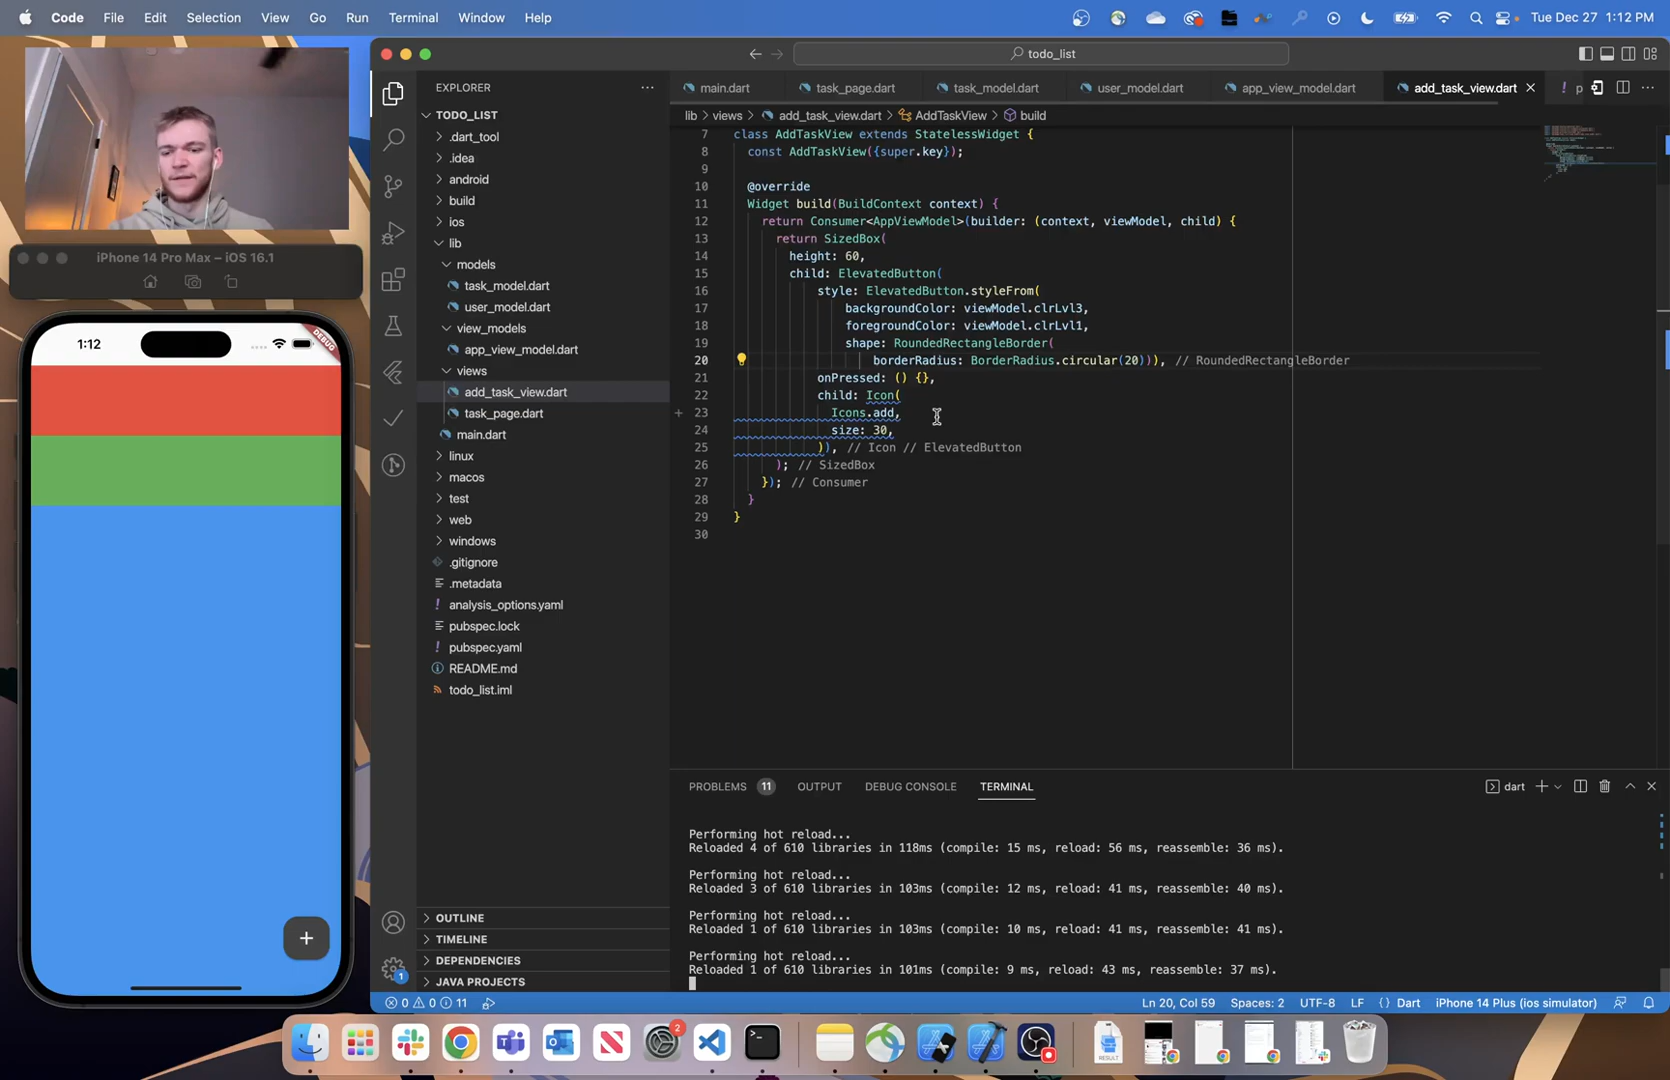 Code File Edit Selection View Go Run Terminal Window Help
Tue Dec 27 1:12 PM
todo_list
iPhone 14 Pro Max – iOS 16.1
1:12
DEBUG
+
EXPLORER
TODO_LIST
.dart_tool
.idea
android
build
ios
lib
models
task_model.dart
user_model.dart
view_models
app_view_model.dart
views
add_task_view.dart
task_page.dart
main.dart
linux
macos
test
web
windows
.gitignore
.metadata
analysis_options.yaml
pubspec.lock
pubspec.yaml
README.md
todo_list.iml
OUTLINE
TIMELINE
DEPENDENCIES
JAVA PROJECTS
1
main.dart task_page.dart task_model.dart user_model.dart app_view_model.dart add_task_view.dart ! p
lib > views > add_task_view.dart > AddTaskView > build
7 class AddTaskView extends StatelessWidget {
8 const AddTaskView({super.key});
9
10 @override
11 Widget build(BuildContext context) {
12 return Consumer<AppViewModel>(builder: (context, viewModel, child) {
13 return SizedBox(
14 height: 60,
15 child: ElevatedButton(
16 style: ElevatedButton.styleFrom(
17 backgroundColor: viewModel.clrLvl3,
18 foregroundColor: viewModel.clrLvl1,
19 shape: RoundedRectangleBorder(
20 borderRadius: BorderRadius.circular(20))), // RoundedRectangleBorder
21 onPressed: () {},
22 child: Icon(
23 Icons.add,
24 size: 30,
25 )), // Icon // ElevatedButton
26 ); // SizedBox
27 }); // Consumer
28 }
29 }
30
PROBLEMS 11 OUTPUT DEBUG CONSOLE TERMINAL
dart
Performing hot reload...
Reloaded 4 of 610 libraries in 118ms (compile: 15 ms, reload: 56 ms, reassemble: 36 ms).
Performing hot reload...
Reloaded 3 of 610 libraries in 103ms (compile: 12 ms, reload: 41 ms, reassemble: 40 ms).
Performing hot reload...
Reloaded 1 of 610 libraries in 103ms (compile: 10 ms, reload: 41 ms, reassemble: 41 ms).
Performing hot reload...
Reloaded 1 of 610 libraries in 101ms (compile: 9 ms, reload: 43 ms, reassemble: 37 ms).
0 0 11
Ln 20, Col 59 Spaces: 2 UTF-8 LF {} Dart iPhone 14 Plus (ios simulator)
2
RESULT